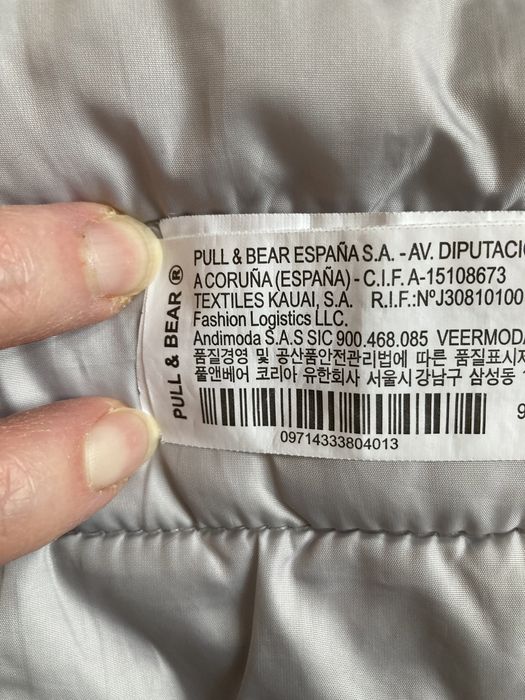 PULL & BEAR ®
PULL & BEAR ESPAÑA S.A. - AV. DIPUTACIÓ
A CORUÑA (ESPAÑA) - C.I.F. A-15108673
TEXTILES KAUAI, S.A. R.I.F.:NºJ30810100
Fashion Logistics LLC.
Andimoda S.A.S SIC 900.468.085 VEERMODA
품질경영 및 공산품안전관리법에 따른 품질표시
풀앤베어 코리아 유한회사 서울시강남구 삼성동 1
9
09714333804013